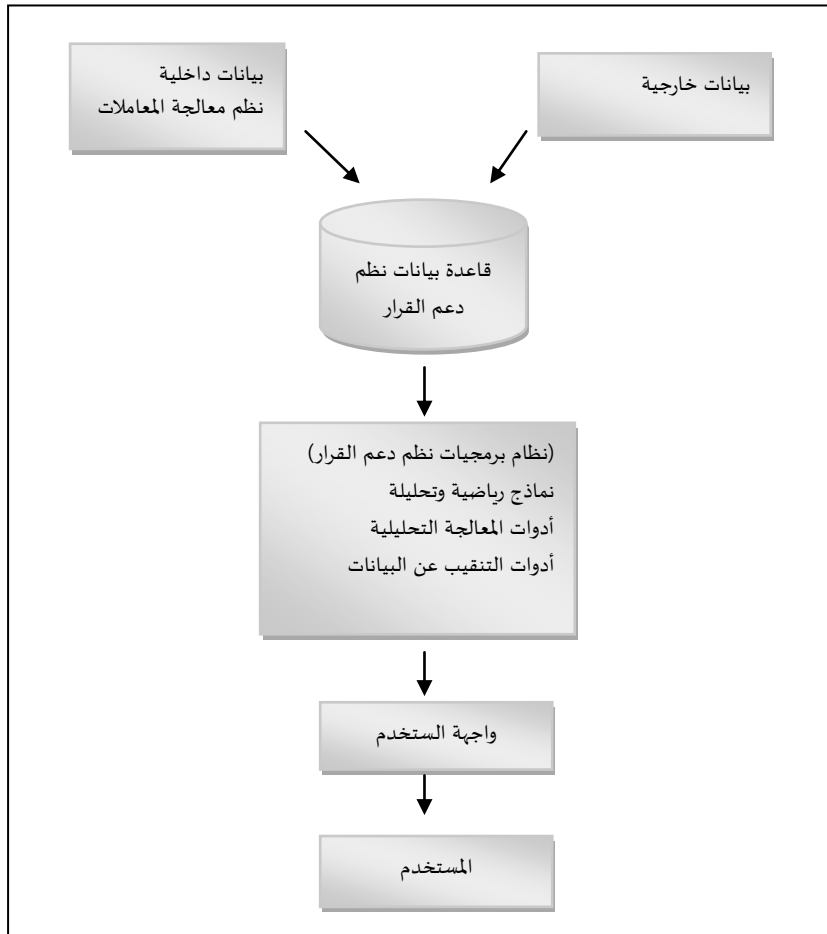 بيانات داخلية
نظم معالجة المعاملات
بيانات خارجية
قاعدة بيانات نظم
دعم القرار
(نظام برمجيات نظم دعم القرار)
نماذج رياضية وتحليلة
أدوات المعالجة التحليلية
أدوات التنقيب عن البيانات
واجهة الستخدم
المستخدم